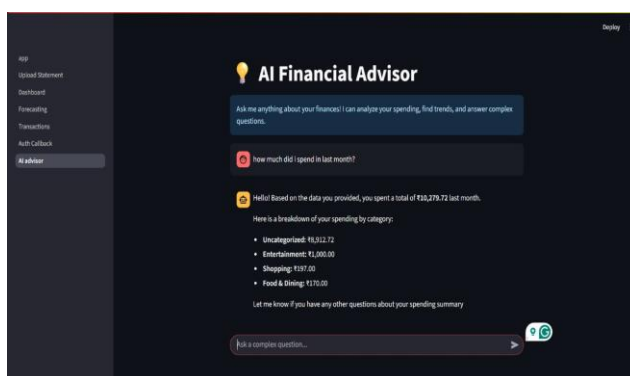 Deploy
App
Upload Statement
Dashboard
Forecasting
Transactions
Auth Callback
AI advisor
AI Financial Advisor
Ask me anything about your finances! I can analyze your spending, find trends, and answer complex
questions.
how much did I spend in last month?
Hello! Based on the data you provided, you spent a total of ₹10,279.72 last month.
Here is a breakdown of your spending by category:
• Uncategorized: ₹8,912.72
• Entertainment: ₹1,000.00
• Shopping: ₹197.00
• Food & Dining: ₹170.00
Let me know if you have any other questions about your spending summary
Ask a complex question...